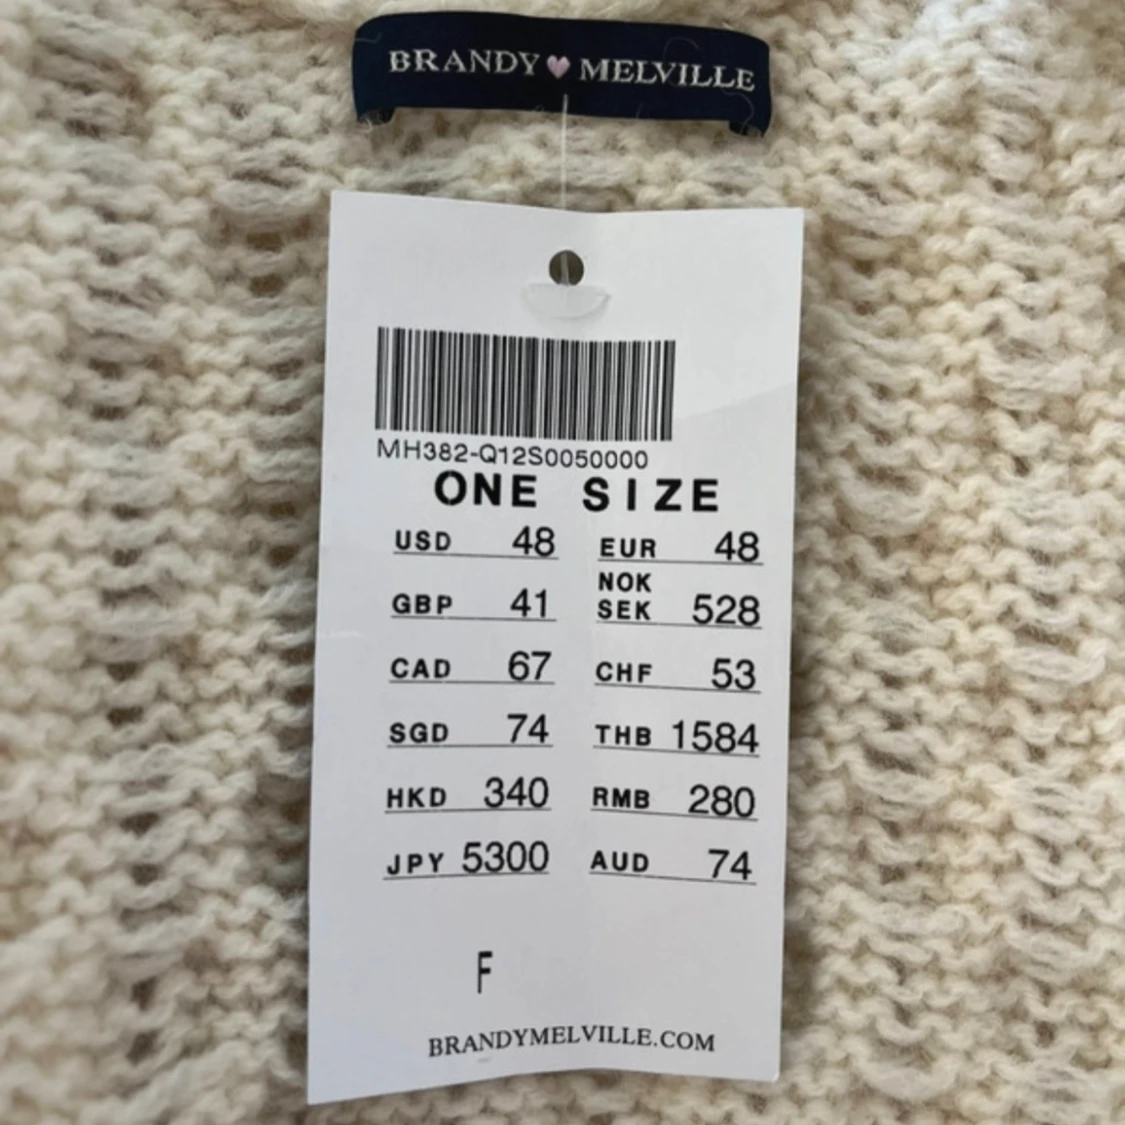 BRANDY MELVILLE
MH382-Q12S0050000
ONE SIZE
USD 48 EUR 48
GBP 41 NOK SEK 528
CAD 67 CHF 53
SGD 74 THB 1584
HKD 340 RMB 280
JPY 5300 AUD 74
F
BRANDYMELVILLE.COM